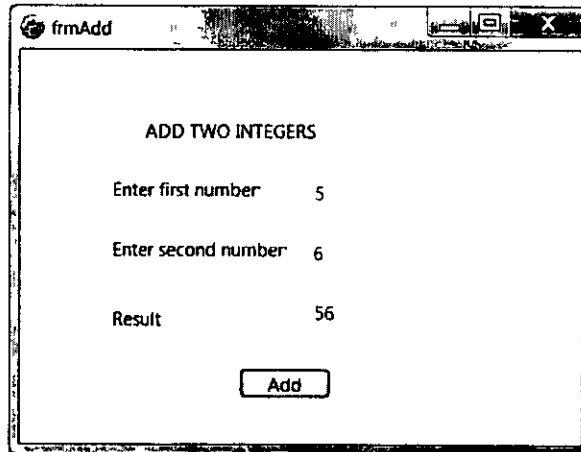 frmAdd
X
ADD TWO INTEGERS
Enter first number 5
Enter second number 6
Result 56
Add